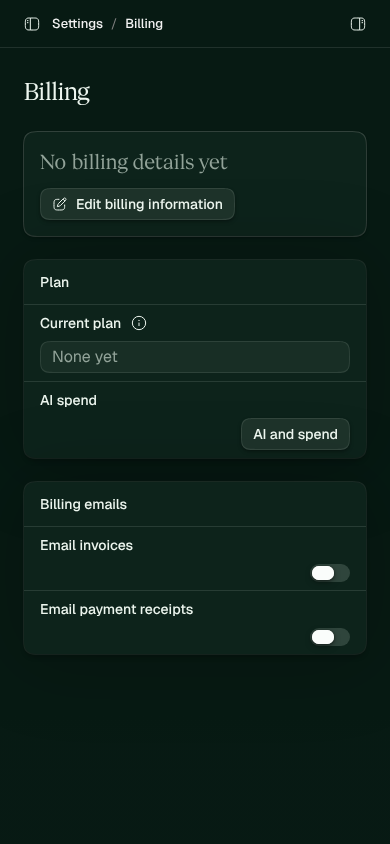 Settings / Billing
Billing
No billing details yet
Edit billing information
Plan
Current plan
None yet
AI spend
AI and spend
Billing emails
Email invoices
Email payment receipts